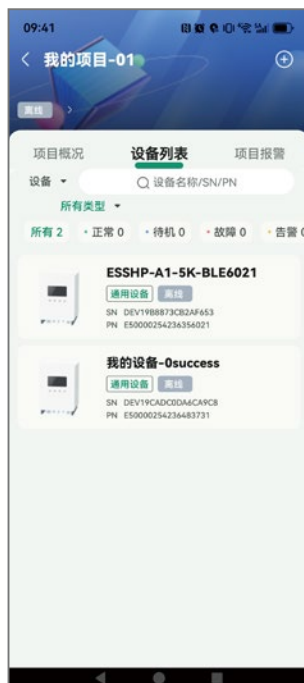 09:41
我的项目-01
离线
项目概况 设备列表 项目报警
设备 设备名称/SN/PN
所有类型
所有 2 正常 0 待机 0 故障 0 告警 0
ESSHP-A1-5K-BLE6021
通用设备 离线
SN DEV19B8873CB2AF653
PN E50000254236356021
我的设备-0success
通用设备 离线
SN DEV19CADC0DA6CA9C8
PN E50000254236483731